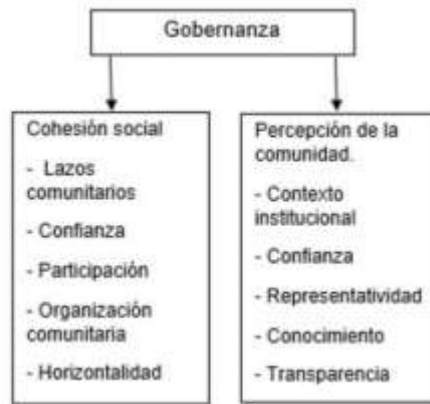 Gobernanza
Cohesión social
- Lazos
comunitarios
- Confianza
- Participación
- Organización
comunitaria
- Horizontalidad
Percepción de la
comunidad.
- Contexto
institucional
- Confianza
- Representatividad
- Conocimiento
- Transparencia